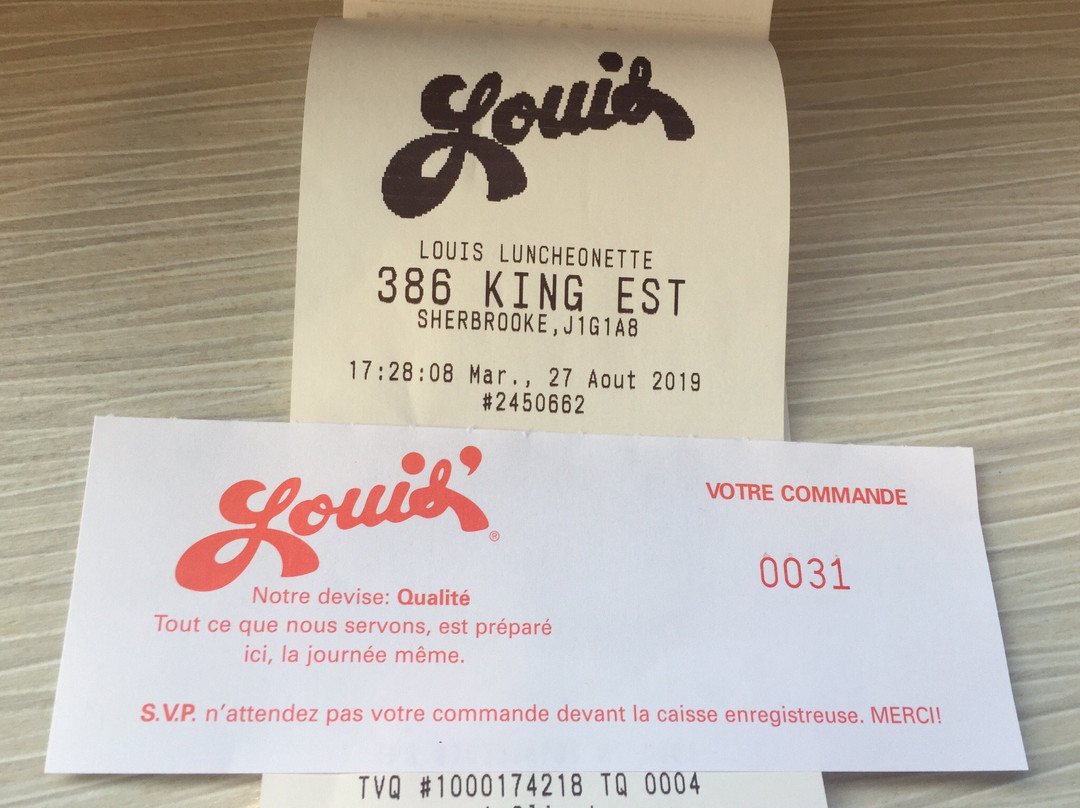 Louis
LOUIS LUNCHEONETTE
386 KING EST
SHERBROOKE,J1G1A8
17:28:08 Mar., 27 Aout 2019
#2450662
Louis'®
VOTRE COMMANDE
0031
Notre devise: Qualité
Tout ce que nous servons, est préparé
ici, la journée même.
S.V.P. n'attendez pas votre commande devant la caisse enregistreuse. MERCI!
TVQ #1000174218 TQ 0004